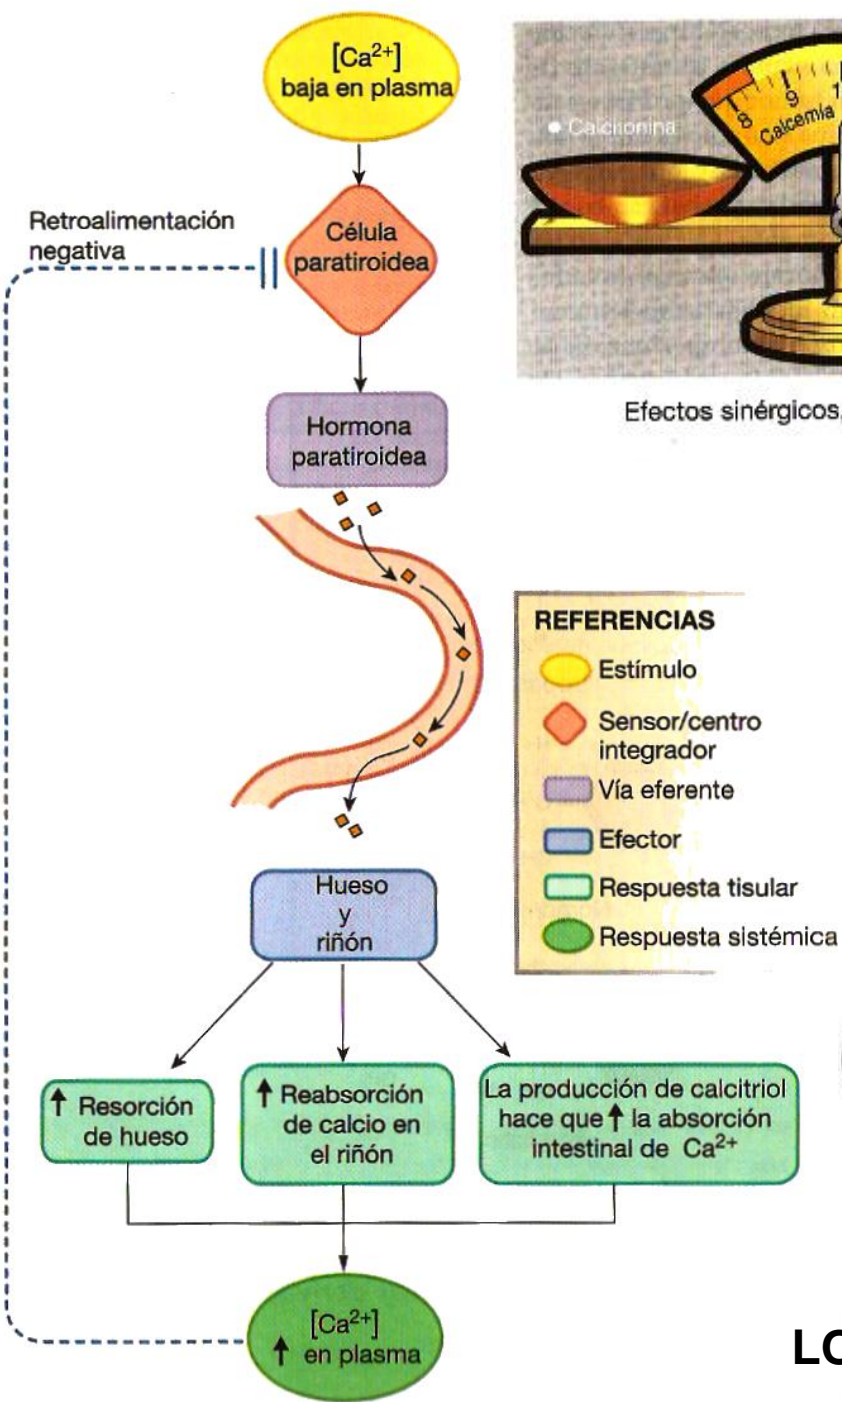 [Ca²⁺]
baja en plasma
Retroalimentación
negativa
Célula
paratiroidea
Hormona
paratiroidea
Hueso
y
riñón
↑ Resorción
de hueso
↑ Reabsorción
de calcio en
el riñón
La producción de calcitriol
hace que ↑ la absorción
intestinal de Ca²⁺
[Ca²⁺]
↑ en plasma
Calcitonina
8 9
Calcemia
Efectos sinérgicos,
REFERENCIAS
Estímulo
Sensor/centro
integrador
Vía eferente
Efector
Respuesta tisular
Respuesta sistémica